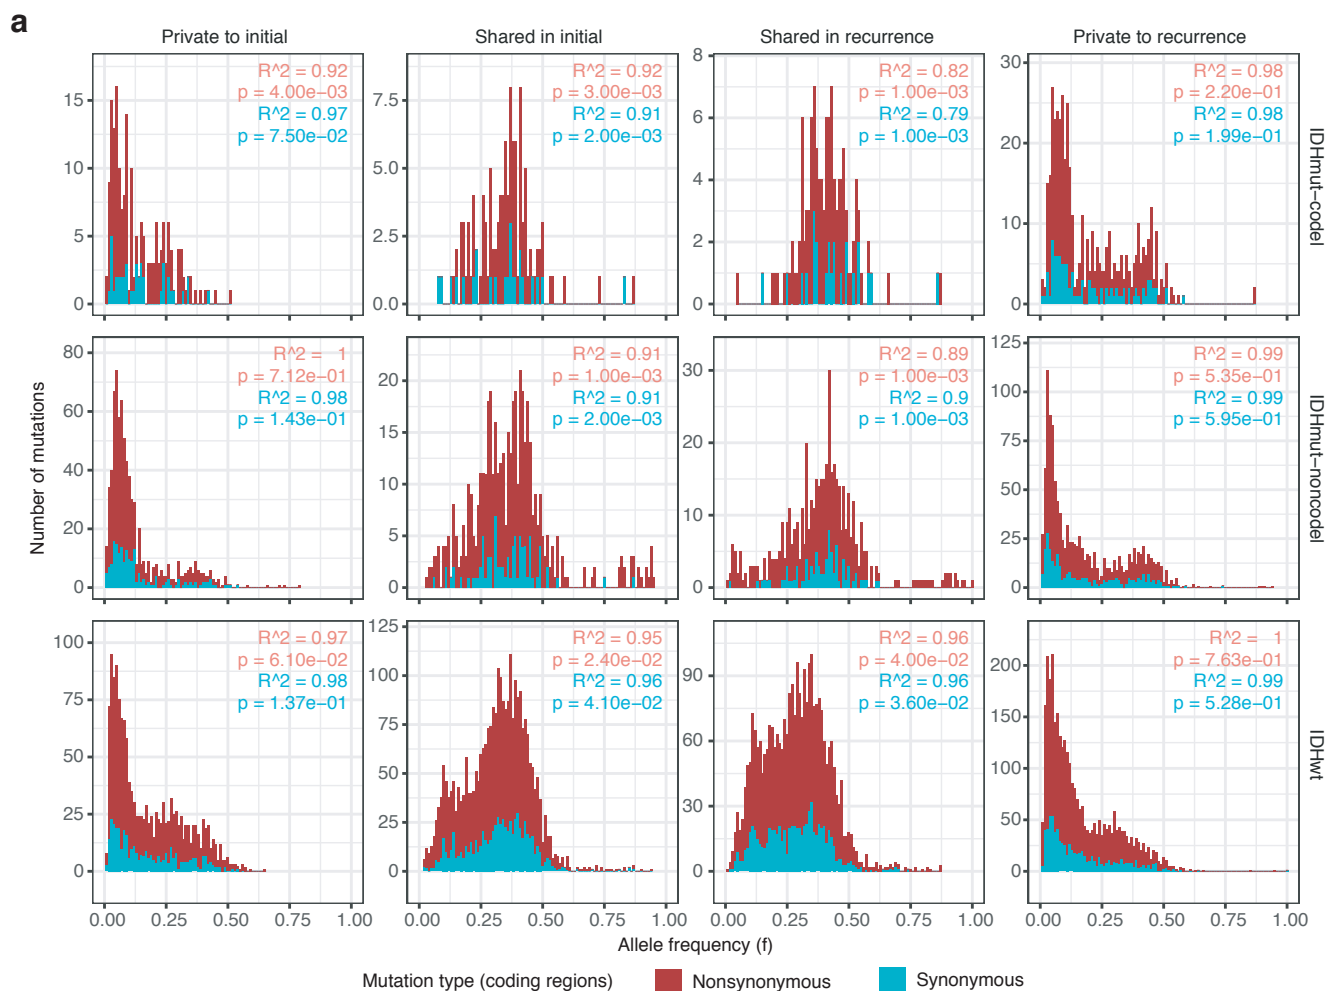 a
Private to initial
Shared in initial
Shared in recurrence
Private to recurrence
R^2 = 0.92
p = 4.00e−03
R^2 = 0.97
p = 7.50e−02
15
10
5
0
R^2 = 0.92
p = 3.00e−03
R^2 = 0.91
p = 2.00e−03
7.5
5.0
2.5
0.0
R^2 = 0.82
p = 1.00e−03
R^2 = 0.79
p = 1.00e−03
8
6
4
2
0
R^2 = 0.98
p = 2.20e−01
R^2 = 0.98
p = 1.99e−01
30
20
10
0
IDHmut−codel
R^2 = 1
p = 7.12e−01
R^2 = 0.98
p = 1.43e−01
80
60
40
20
0
R^2 = 0.91
p = 1.00e−03
R^2 = 0.91
p = 2.00e−03
20
15
10
5
0
R^2 = 0.89
p = 1.00e−03
R^2 = 0.9
p = 1.00e−03
30
20
10
0
R^2 = 0.99
p = 5.35e−01
R^2 = 0.99
p = 5.95e−01
125
100
75
50
25
0
IDHmut−noncodel
Number of mutations
R^2 = 0.97
p = 6.10e−02
R^2 = 0.98
p = 1.37e−01
100
75
50
25
0
R^2 = 0.95
p = 2.40e−02
R^2 = 0.96
p = 4.10e−02
125
100
75
50
25
0
R^2 = 0.96
p = 4.00e−02
R^2 = 0.96
p = 3.60e−02
90
60
30
0
R^2 = 1
p = 7.63e−01
R^2 = 0.99
p = 5.28e−01
200
150
100
50
0
IDHwt
0.00 0.25 0.50 0.75 1.00
0.00 0.25 0.50 0.75 1.00
0.00 0.25 0.50 0.75 1.00
0.00 0.25 0.50 0.75 1.00
Allele frequency (f)
Mutation type (coding regions)
Nonsynonymous
Synonymous